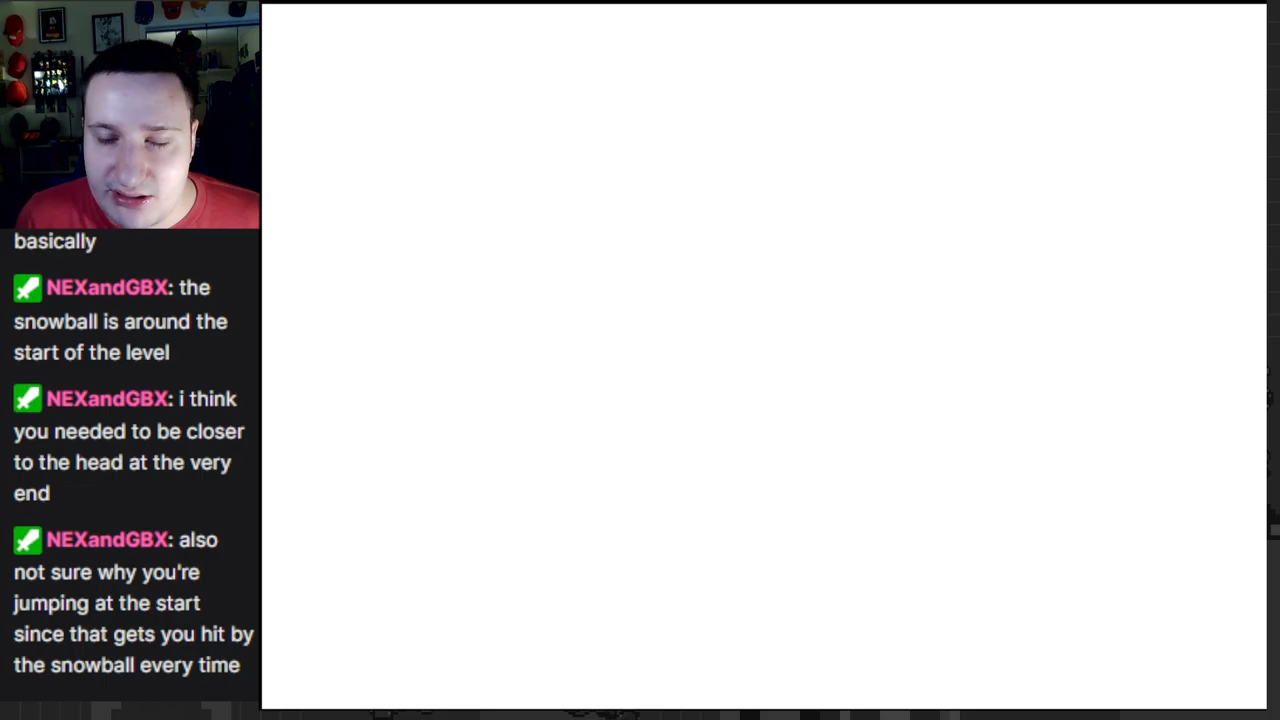 basically
NEXandGBX: the
snowball is around the
start of the level
NEXandGBX: i think
you needed to be closer
to the head at the very
end
NEXandGBX: also
not sure why you're
jumping at the start
since that gets you hit by
the snowball every time